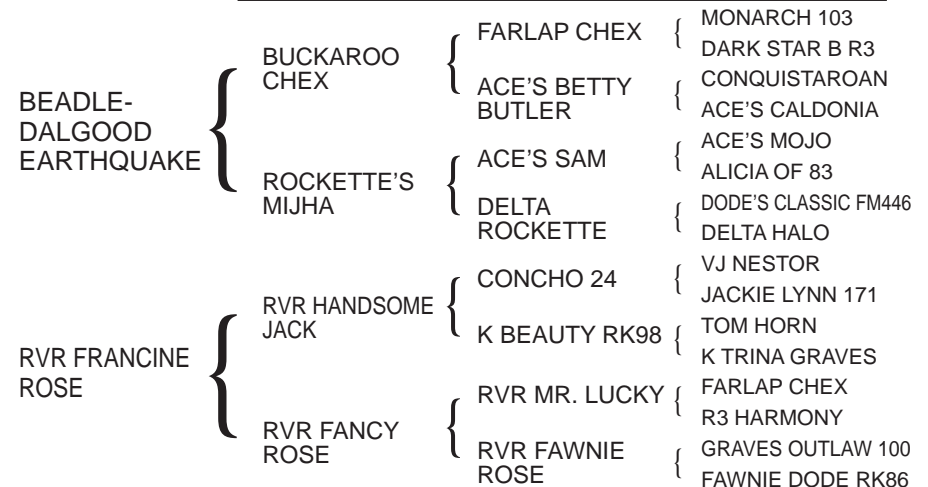 BEADLE-
DALGOOD
EARTHQUAKE
BUCKAROO
CHEX
FARLAP CHEX
MONARCH 103
DARK STAR B R3
ACE'S BETTY
BUTLER
CONQUISTAROAN
ACE'S CALDONIA
ROCKETTE'S
MIJHA
ACE'S SAM
ACE'S MOJO
ALICIA OF 83
DELTA
ROCKETTE
DODE'S CLASSIC FM446
DELTA HALO
RVR FRANCINE
ROSE
RVR HANDSOME
JACK
CONCHO 24
VJ NESTOR
JACKIE LYNN 171
K BEAUTY RK98
TOM HORN
K TRINA GRAVES
RVR FANCY
ROSE
RVR MR. LUCKY
FARLAP CHEX
R3 HARMONY
RVR FAWNIE
ROSE
GRAVES OUTLAW 100
FAWNIE DODE RK86